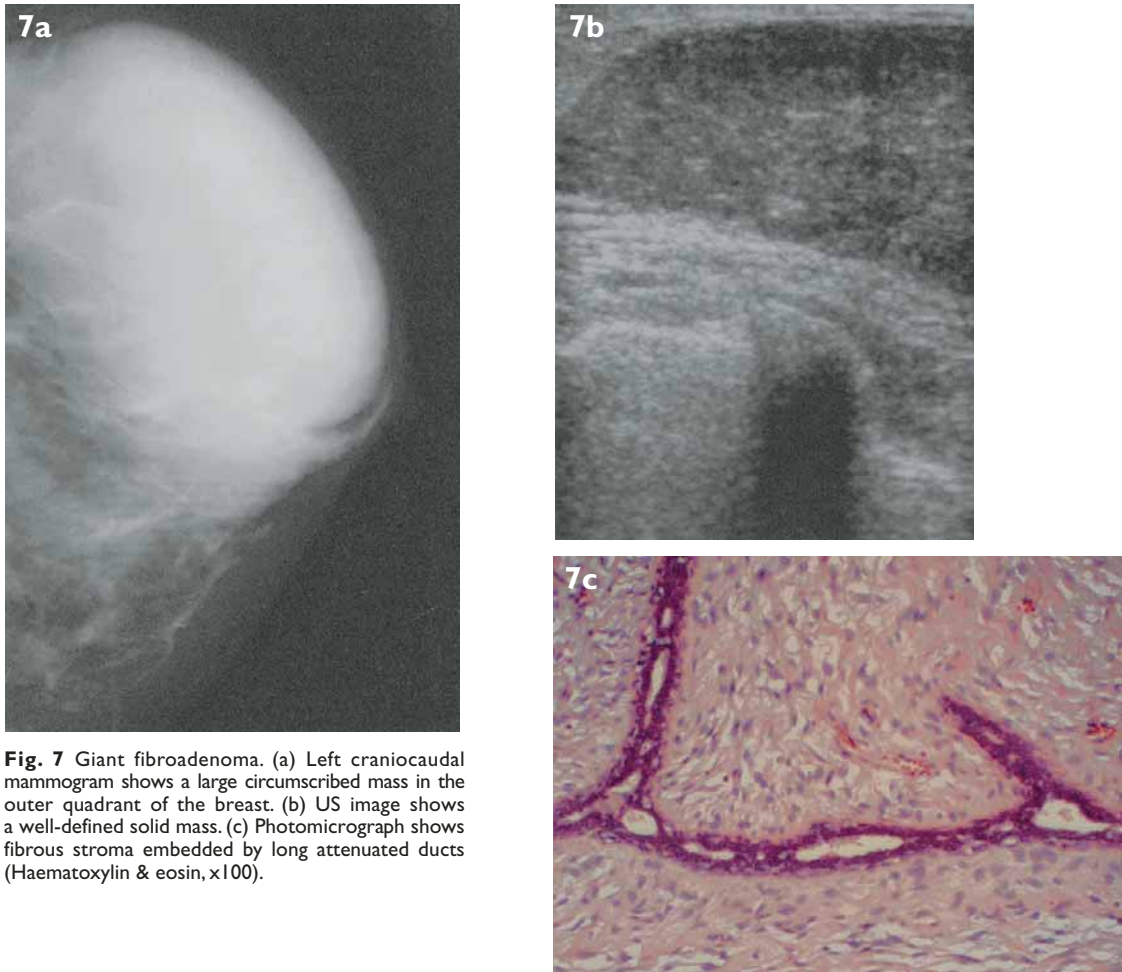 7a
7b
7c
Fig. 7 Giant fibroadenoma. (a) Left craniocaudal
mammogram shows a large circumscribed mass in the
outer quadrant of the breast. (b) US image shows
a well-defined solid mass. (c) Photomicrograph shows
fibrous stroma embedded by long attenuated ducts
(Haematoxylin & eosin, x100).